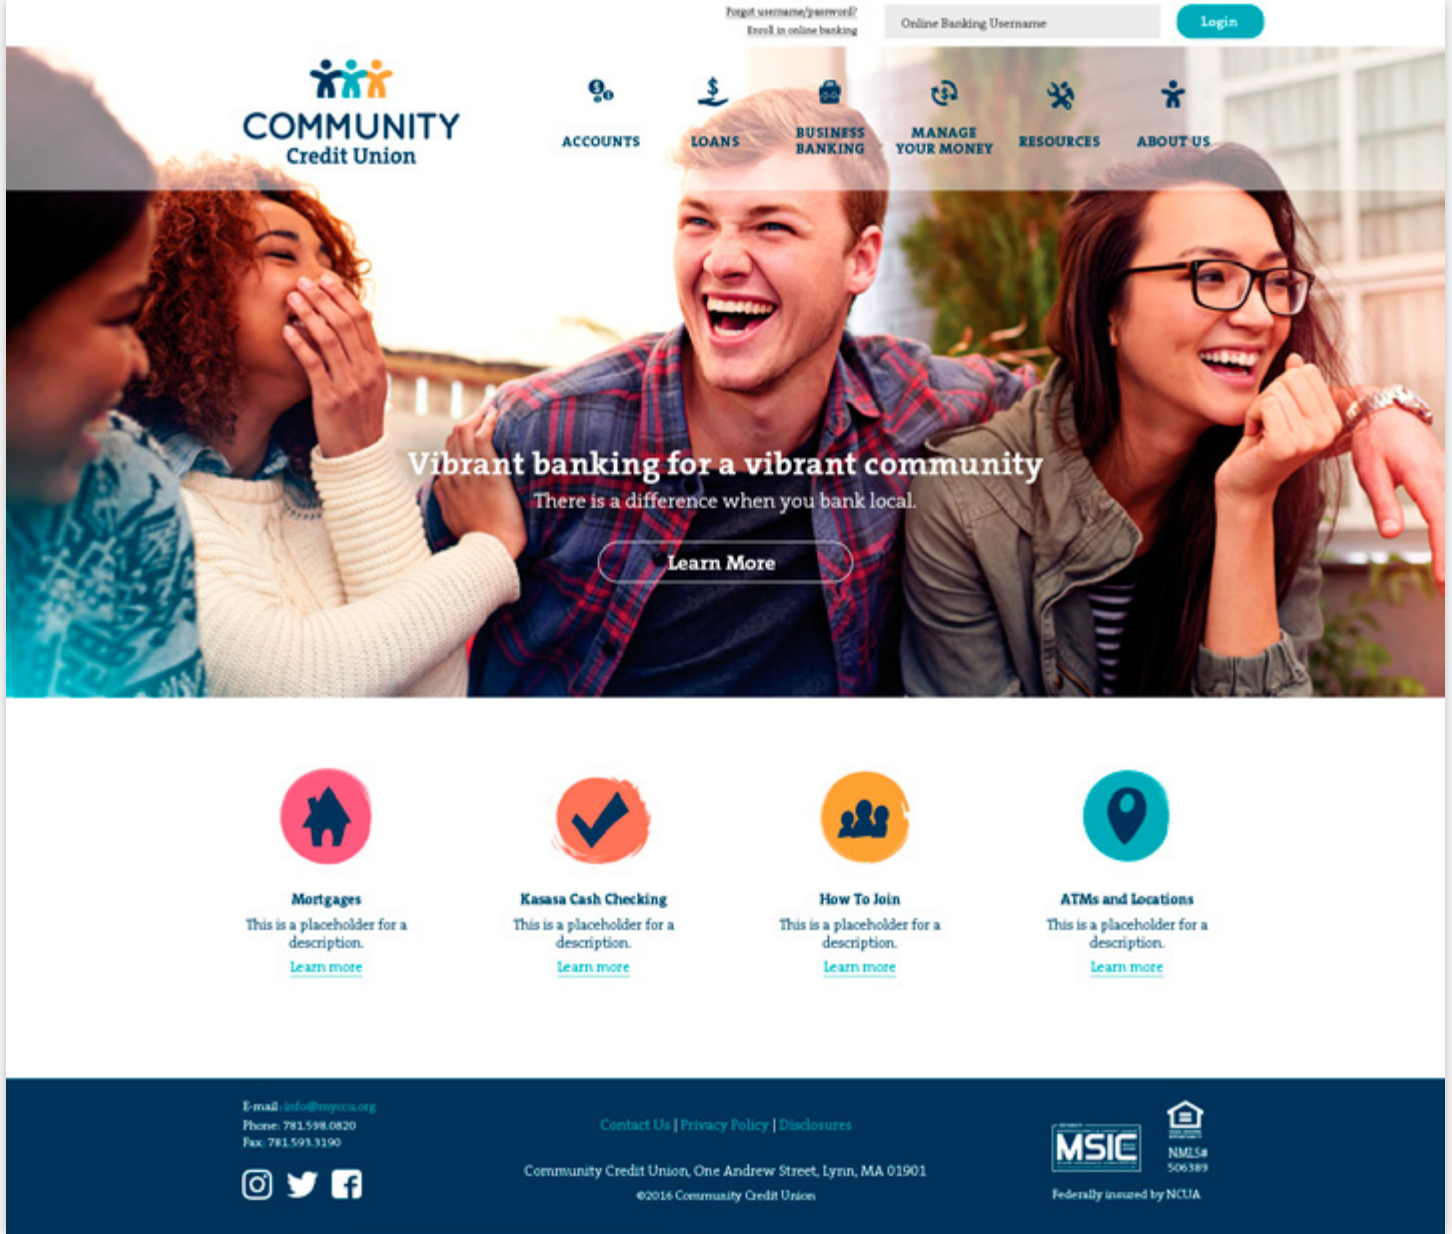 Forgot username/password?
Enroll in online banking
Online Banking Username
Login
COMMUNITY
Credit Union
ACCOUNTS
LOANS
BUSINESS
BANKING
MANAGE
YOUR MONEY
RESOURCES
ABOUT US
Vibrant banking for a vibrant community
There is a difference when you bank local.
Learn More
Mortgages
This is a placeholder for a
description.
Learn more
Kasasa Cash Checking
This is a placeholder for a
description.
Learn more
How To Join
This is a placeholder for a
description.
Learn more
ATMs and Locations
This is a placeholder for a
description.
Learn more
E-mail: info@myccu.org
Phone: 781.598.0820
Fax: 781.593.3190
Contact Us | Privacy Policy | Disclosures
Community Credit Union, One Andrew Street, Lynn, MA 01901
©2016 Community Credit Union
MSIC
NMLS#
506389
Federally insured by NCUA